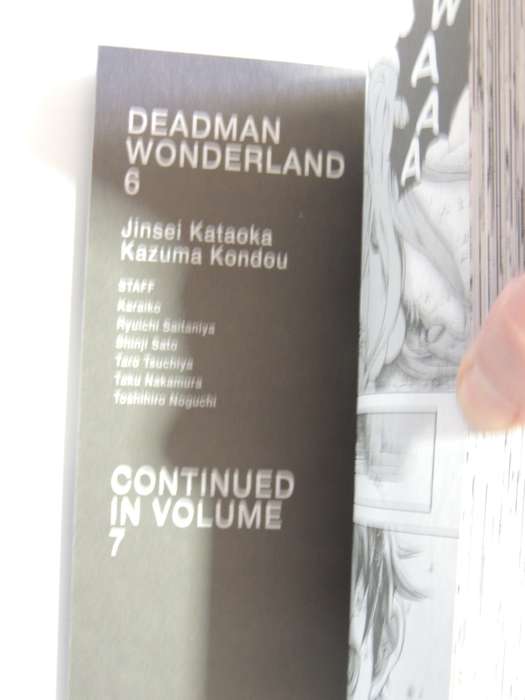 DEADMAN
WONDERLAND
6
Jinsei Kataoka
Kazuma Kondou
STAFF
Karaiko
Ryuichi Saitaniya
Shinji Sato
Taro Tsuchiya
Taku Nakamura
Toshihiro Noguchi
CONTINUED
IN VOLUME
7
WAAAA